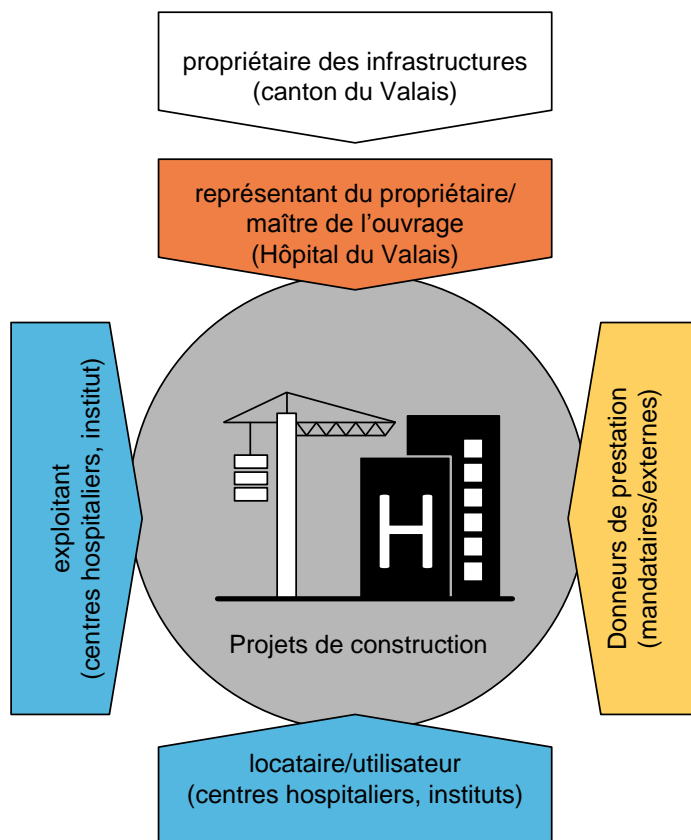 propriétaire des infrastructures
(canton du Valais)
représentant du propriétaire/
maître de l’ouvrage
(Hôpital du Valais)
exploitant
(centres hospitaliers, institut)
Donneurs de prestation
(mandataires/externes)
H
Projets de construction
locataire/utilisateur
(centres hospitaliers, instituts)